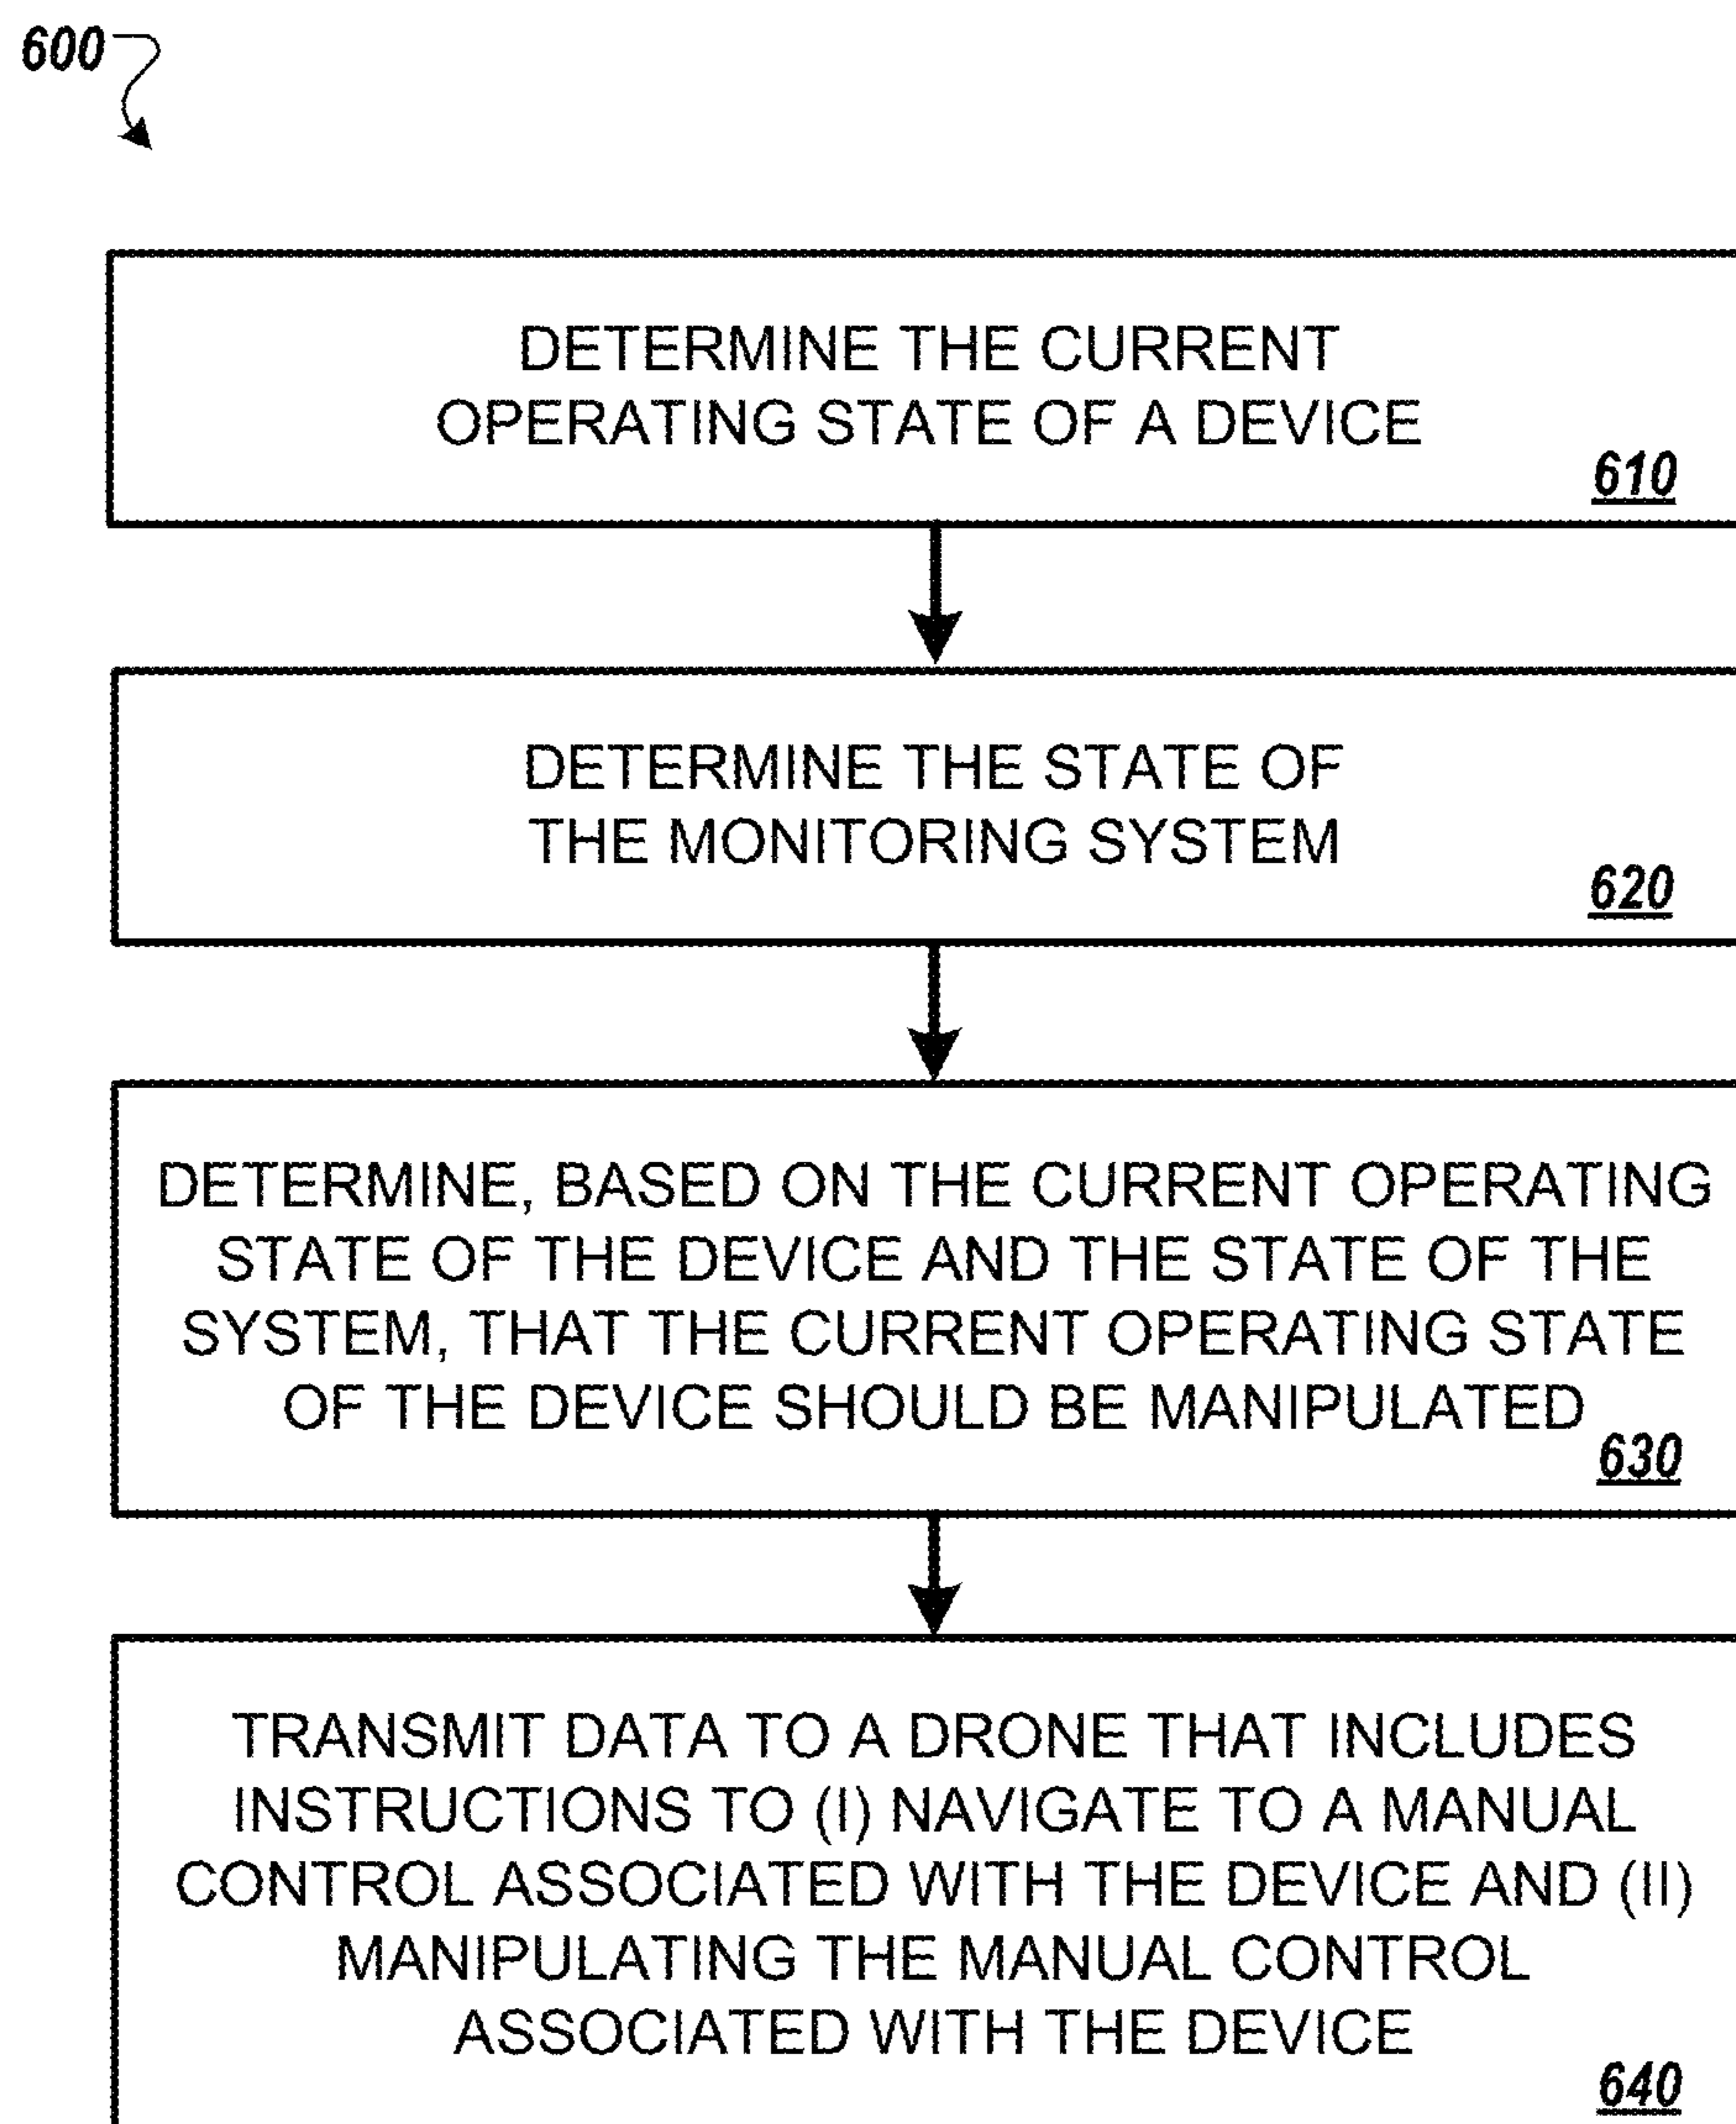 600
DETERMINE THE CURRENT
OPERATING STATE OF A DEVICE
610
DETERMINE THE STATE OF
THE MONITORING SYSTEM
620
DETERMINE, BASED ON THE CURRENT OPERATING
STATE OF THE DEVICE AND THE STATE OF THE
SYSTEM, THAT THE CURRENT OPERATING STATE
OF THE DEVICE SHOULD BE MANIPULATED
630
TRANSMIT DATA TO A DRONE THAT INCLUDES
INSTRUCTIONS TO (I) NAVIGATE TO A MANUAL
CONTROL ASSOCIATED WITH THE DEVICE AND (II)
MANIPULATING THE MANUAL CONTROL
ASSOCIATED WITH THE DEVICE
640